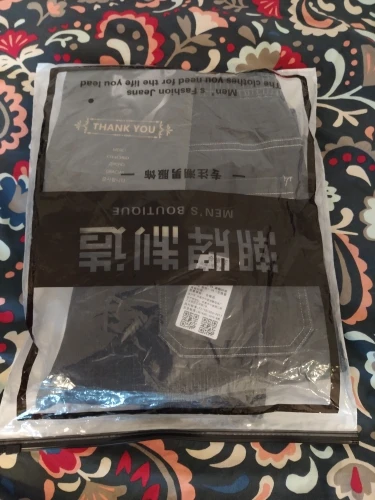 潮牌制造
MEN'S BOUTIQUE
专注潮男服饰
Men's Fashion Jeans
The clothes you need for the life you lead
THANK YOU